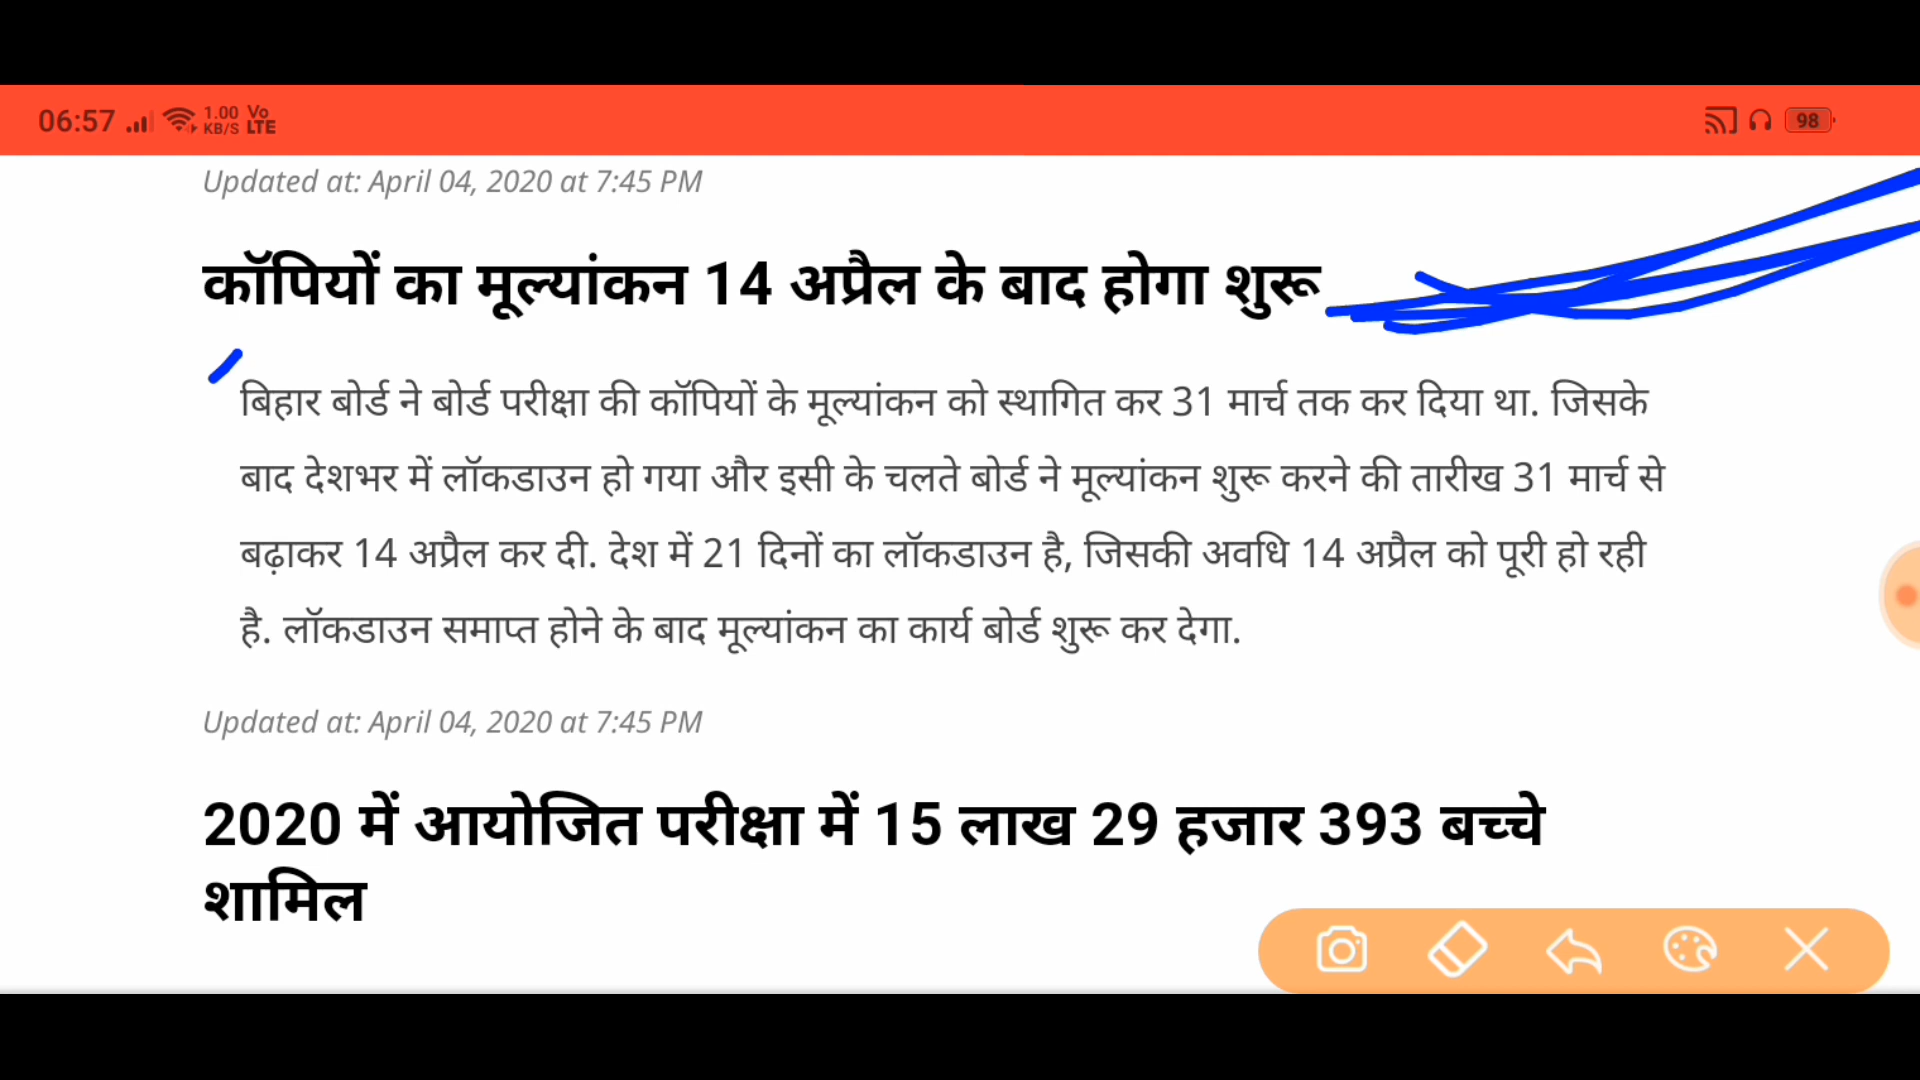 06:57 1.00 KB/S Vo LTE 98
Updated at: April 04, 2020 at 7:45 PM
कॉपियों का मूल्यांकन 14 अप्रैल के बाद होगा शुरू
बिहार बोर्ड ने बोर्ड परीक्षा की कॉपियों के मूल्यांकन को स्थागित कर 31 मार्च तक कर दिया था. जिसके
बाद देशभर में लॉकडाउन हो गया और इसी के चलते बोर्ड ने मूल्यांकन शुरू करने की तारीख 31 मार्च से
बढ़ाकर 14 अप्रैल कर दी. देश में 21 दिनों का लॉकडाउन है, जिसकी अवधि 14 अप्रैल को पूरी हो रही
है. लॉकडाउन समाप्त होने के बाद मूल्यांकन का कार्य बोर्ड शुरू कर देगा.
Updated at: April 04, 2020 at 7:45 PM
2020 में आयोजित परीक्षा में 15 लाख 29 हजार 393 बच्चे
शामिल